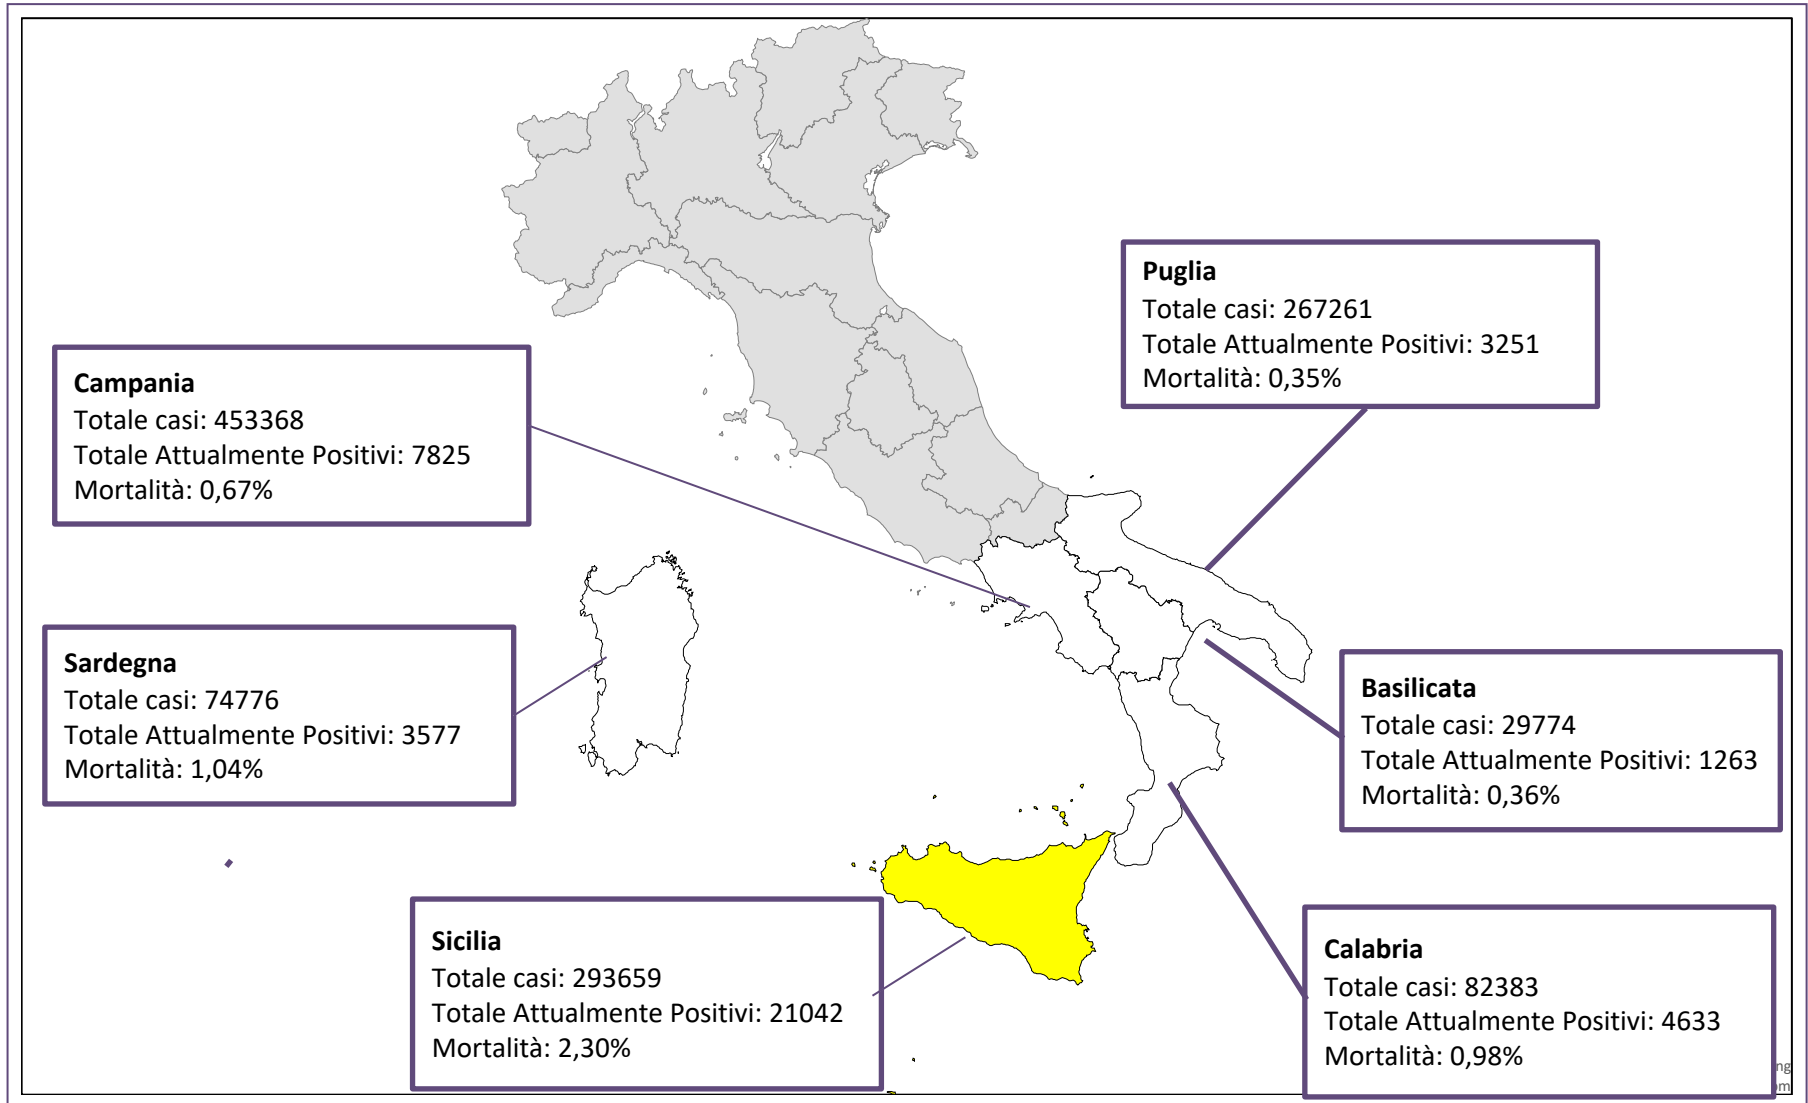 Puglia
Totale casi: 267261
Totale Attualmente Positivi: 3251
Mortalità: 0,35%
Campania
Totale casi: 453368
Totale Attualmente Positivi: 7825
Mortalità: 0,67%
Sardegna
Totale casi: 74776
Totale Attualmente Positivi: 3577
Mortalità: 1,04%
Basilicata
Totale casi: 29774
Totale Attualmente Positivi: 1263
Mortalità: 0,36%
Sicilia
Totale casi: 293659
Totale Attualmente Positivi: 21042
Mortalità: 2,30%
Calabria
Totale casi: 82383
Totale Attualmente Positivi: 4633
Mortalità: 0,98%